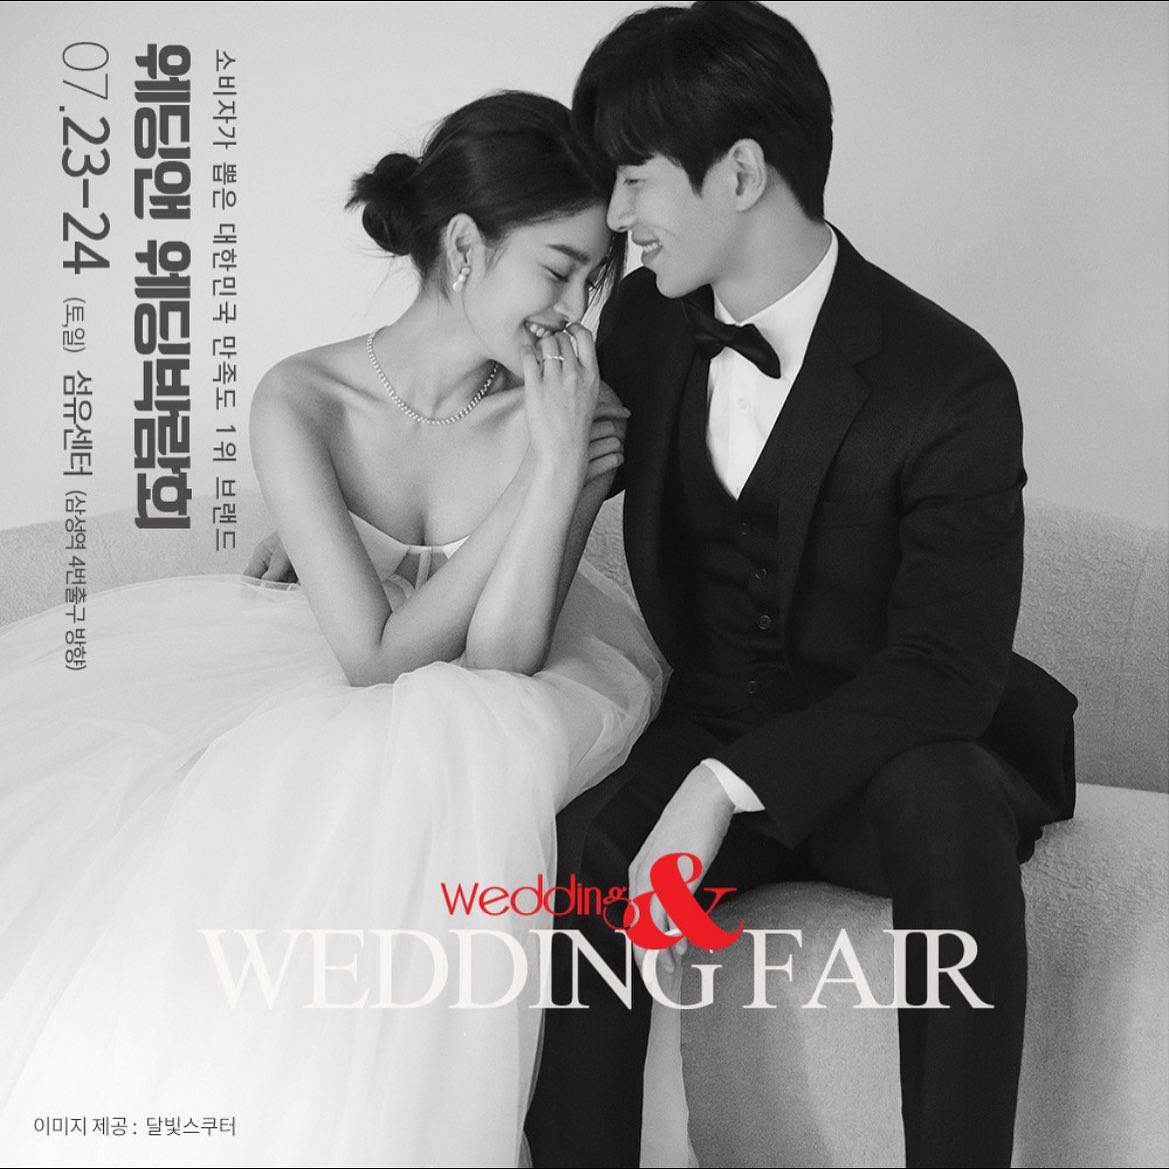 소비자가 뽑은 대한민국 만족도 1위 브랜드
웨딩앤 웨딩박람회
07.23-24 (토,일) 섬유센터 (삼성역 4번출구 방향)
wedding&
WEDDING FAIR
이미지 제공 : 달빛스쿠터